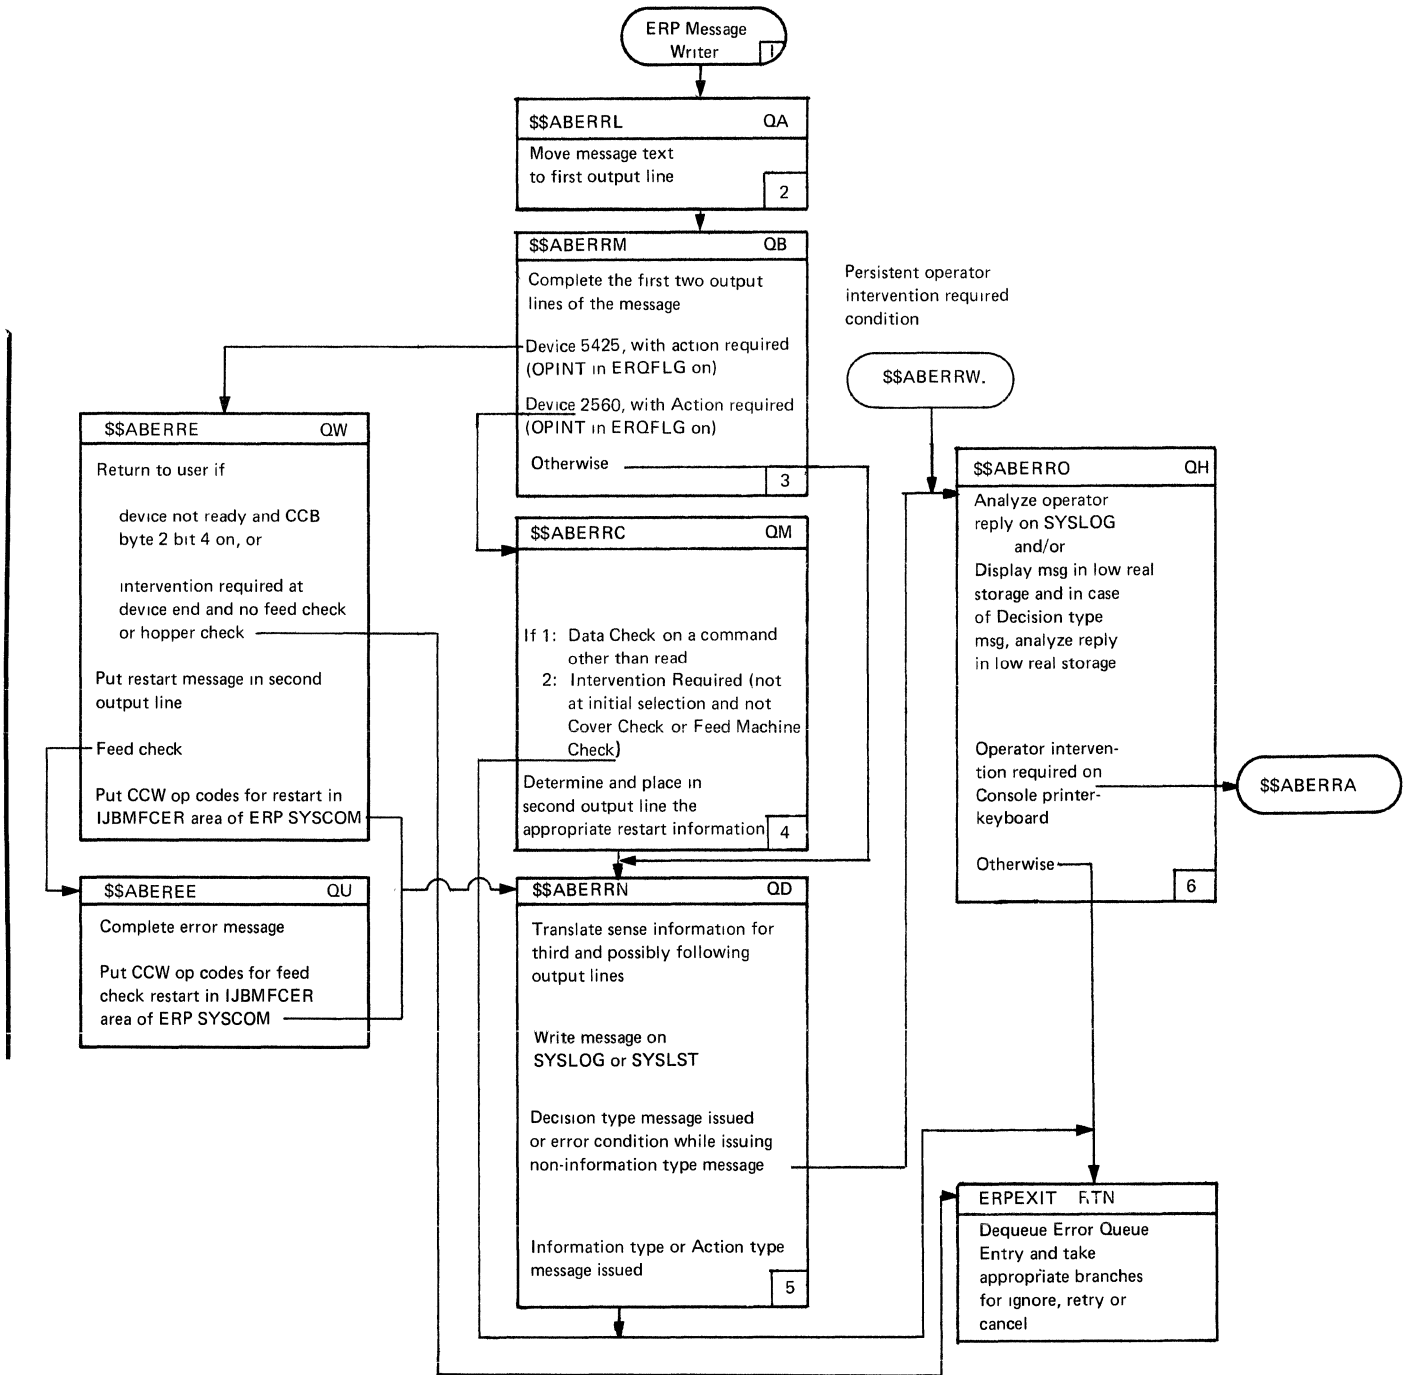 ERP Message
Writer
1
$$ABERRL QA
Move message text
to first output line
2
$$ABERRM QB
Complete the first two output
lines of the message
Device 5425, with action required
(OPINT in ERQFLG on)
Device 2560, with Action required
(OPINT in ERQFLG on)
Otherwise
3
Persistent operator
intervention required
condition
$$ABERRW.
$$ABERRE QW
Return to user if
device not ready and CCB
byte 2 bit 4 on, or
intervention required at
device end and no feed check
or hopper check
Put restart message in second
output line
Feed check
Put CCW op codes for restart in
IJBMFCER area of ERP SYSCOM
$$ABERRC QM
If 1: Data Check on a command
other than read
2: Intervention Required (not
at initial selection and not
Cover Check or Feed Machine
Check)
Determine and place in
second output line the
appropriate restart information
4
$$ABERRO QH
Analyze operator
reply on SYSLOG
and/or
Display msg in low real
storage and in case
of Decision type
msg, analyze reply
in low real storage
Operator interven-
tion required on
Console printer-
keyboard
Otherwise
6
$$ABERRA
$$ABEREE QU
Complete error message
Put CCW op codes for feed
check restart in IJBMFCER
area of ERP SYSCOM
$$ABERRN QD
Translate sense information for
third and possibly following
output lines
Write message on
SYSLOG or SYSLST
Decision type message issued
or error condition while issuing
non-information type message
Information type or Action type
message issued
5
ERPEXIT RTN
Dequeue Error Queue
Entry and take
appropriate branches
for ignore, retry or
cancel